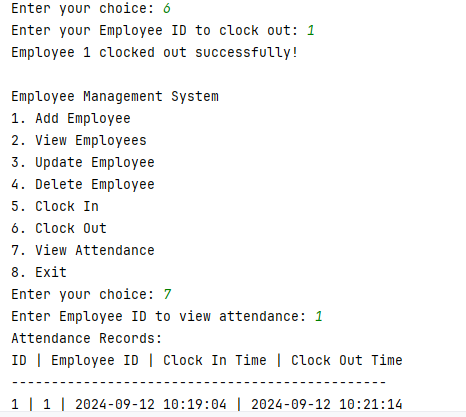 Enter your choice: 6
Enter your Employee ID to clock out: 1
Employee 1 clocked out successfully!
Employee Management System
1. Add Employee
2. View Employees
3. Update Employee
4. Delete Employee
5. Clock In
6. Clock Out
7. View Attendance
8. Exit
Enter your choice: 7
Enter Employee ID to view attendance: 1
Attendance Records:
ID | Employee ID | Clock In Time | Clock Out Time
-----------------------------------------------
1 | 1 | 2024-09-12 10:19:04 | 2024-09-12 10:21:14